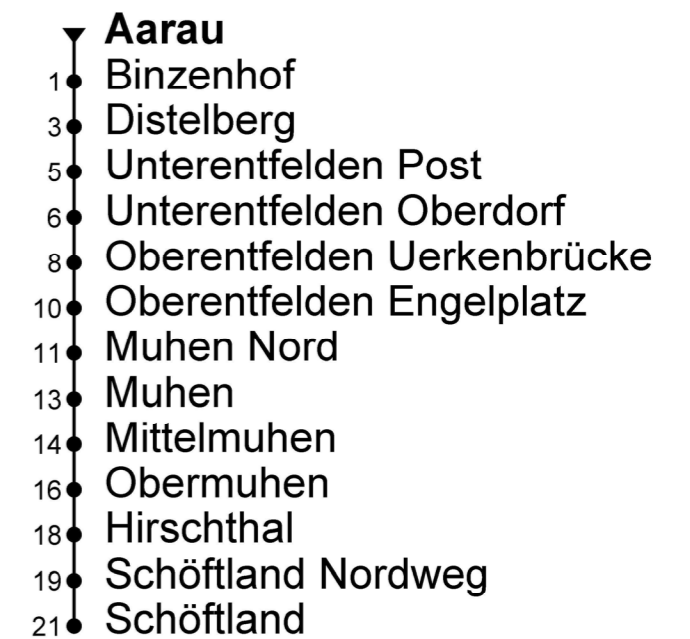 Aarau
1 Binzenhof
3 Distelberg
5 Unterentfelden Post
6 Unterentfelden Oberdorf
8 Oberentfelden Uerkenbrücke
10 Oberentfelden Engelplatz
11 Muhen Nord
13 Muhen
14 Mittelmuhen
16 Obermuhen
18 Hirschthal
19 Schöftland Nordweg
21 Schöftland